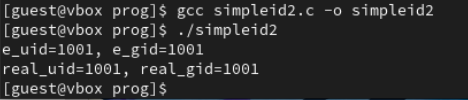 [guest@vbox prog]$ gcc simpleid2.c -o simpleid2
[guest@vbox prog]$ ./simpleid2
e_uid=1001, e_gid=1001
real_uid=1001, real_gid=1001
[guest@vbox prog]$